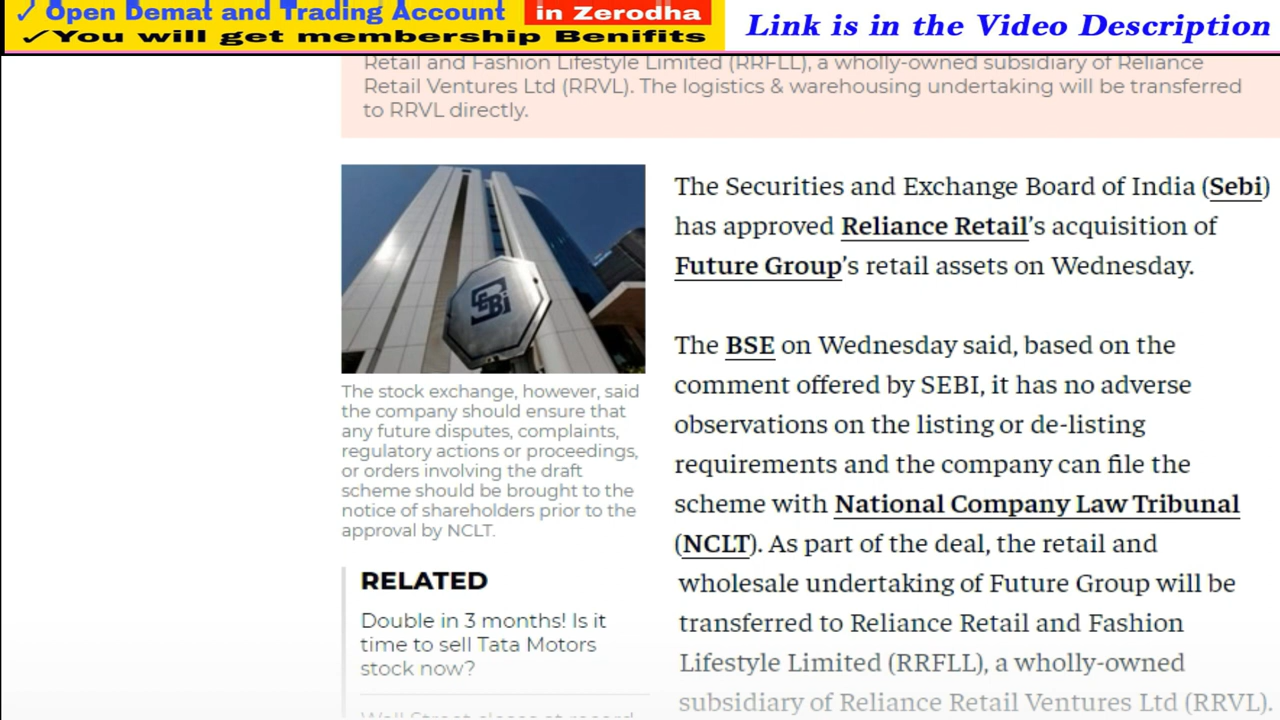 ✓ Open Demat and Trading Account in Zerodha
✓You will get membership Benifits
Link is in the Video Description
Retail and Fashion Lifestyle Limited (RRFLL), a wholly-owned subsidiary of Reliance
Retail Ventures Ltd (RRVL). The logistics & warehousing undertaking will be transferred
to RRVL directly.
SEBI
The stock exchange, however, said
the company should ensure that
any future disputes, complaints,
regulatory actions or proceedings,
or orders involving the draft
scheme should be brought to the
notice of shareholders prior to the
approval by NCLT.
RELATED
Double in 3 months! Is it
time to sell Tata Motors
stock now?
Wall Street closes at record
The Securities and Exchange Board of India (Sebi)
has approved Reliance Retail's acquisition of
Future Group's retail assets on Wednesday.
The BSE on Wednesday said, based on the
comment offered by SEBI, it has no adverse
observations on the listing or de-listing
requirements and the company can file the
scheme with National Company Law Tribunal
(NCLT). As part of the deal, the retail and
wholesale undertaking of Future Group will be
transferred to Reliance Retail and Fashion
Lifestyle Limited (RRFLL), a wholly-owned
subsidiary of Reliance Retail Ventures Ltd (RRVL).